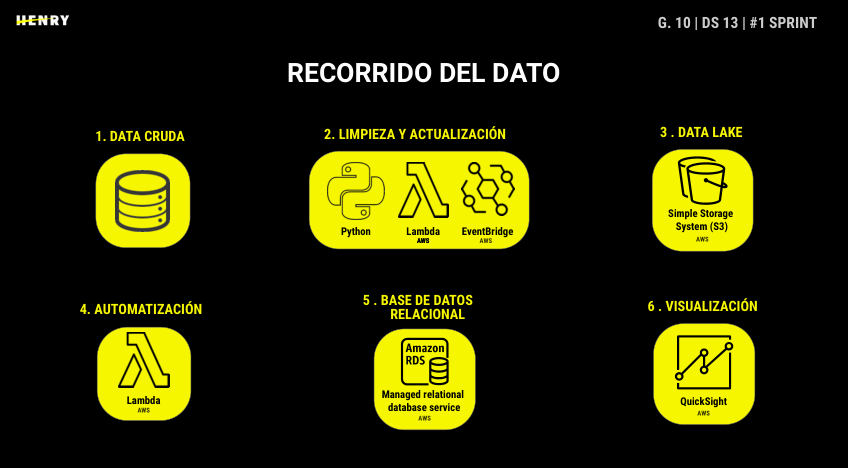 HENRY
G. 10 | DS 13 | #1 SPRINT
RECORRIDO DEL DATO
1. DATA CRUDA
2. LIMPIEZA Y ACTUALIZACIÓN
Python
Lambda
AWS
EventBridge
AWS
3 . DATA LAKE
Simple Storage
System (S3)
AWS
4. AUTOMATIZACIÓN
Lambda
AWS
5 . BASE DE DATOS
RELACIONAL
Amazon
RDS
Managed relational
database service
AWS
6 . VISUALIZACIÓN
QuickSight
AWS